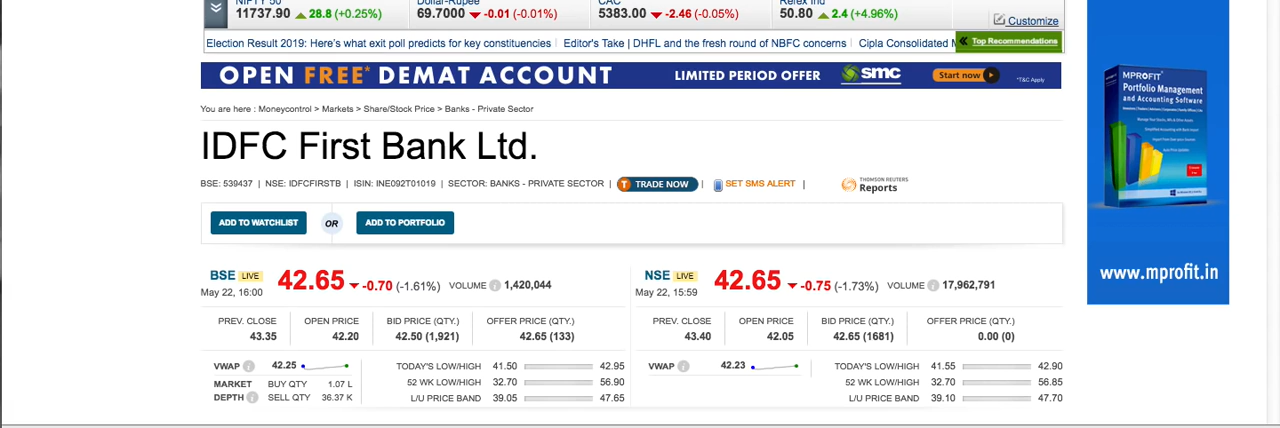 NIFTY 50 Dollar-Rupee CAC Rolex Ind
11737.90 28.8 (+0.25%) 69.7000 -0.01 (-0.01%) 5383.00 -2.46 (-0.05%) 50.80 2.4 (+4.96%)
Customize
Election Result 2019: Here's what exit poll predicts for key constituencies | Editor's Take | DHFL and the fresh round of NBFC concerns | Cipla Consolidated
Top Recommendations
OPEN FREE* DEMAT ACCOUNT LIMITED PERIOD OFFER smc Start now *T&C Apply
You are here : Moneycontrol > Markets > Share/Stock Price > Banks - Private Sector
IDFC First Bank Ltd.
BSE: 539437 | NSE: IDFCFIRSTB | ISIN: INE092T01019 | SECTOR: BANKS - PRIVATE SECTOR | T TRADE NOW | SET SMS ALERT | THOMSON REUTERS Reports
ADD TO WATCHLIST OR ADD TO PORTFOLIO
BSE LIVE 42.65 -0.70 (-1.61%) VOLUME i 1,420,044
May 22, 16:00
PREV. CLOSE OPEN PRICE BID PRICE (QTY.) OFFER PRICE (QTY.)
43.35 42.20 42.50 (1,921) 42.65 (133)
VWAP i 42.25 TODAY'S LOW/HIGH 41.50 42.95
MARKET DEPTH i BUY QTY 1.07 L 52 WK LOW/HIGH 32.70 56.90
SELL QTY 36.37 K L/U PRICE BAND 39.05 47.65
NSE LIVE 42.65 -0.75 (-1.73%) VOLUME i 17,962,791
May 22, 15:59
PREV. CLOSE OPEN PRICE BID PRICE (QTY.) OFFER PRICE (QTY.)
43.40 42.05 42.65 (1681) 0.00 (0)
VWAP i 42.23 TODAY'S LOW/HIGH 41.55 42.90
52 WK LOW/HIGH 32.70 56.85
L/U PRICE BAND 39.10 47.70
MPROFIT
Portfolio Management
and Accounting Software
www.mprofit.in